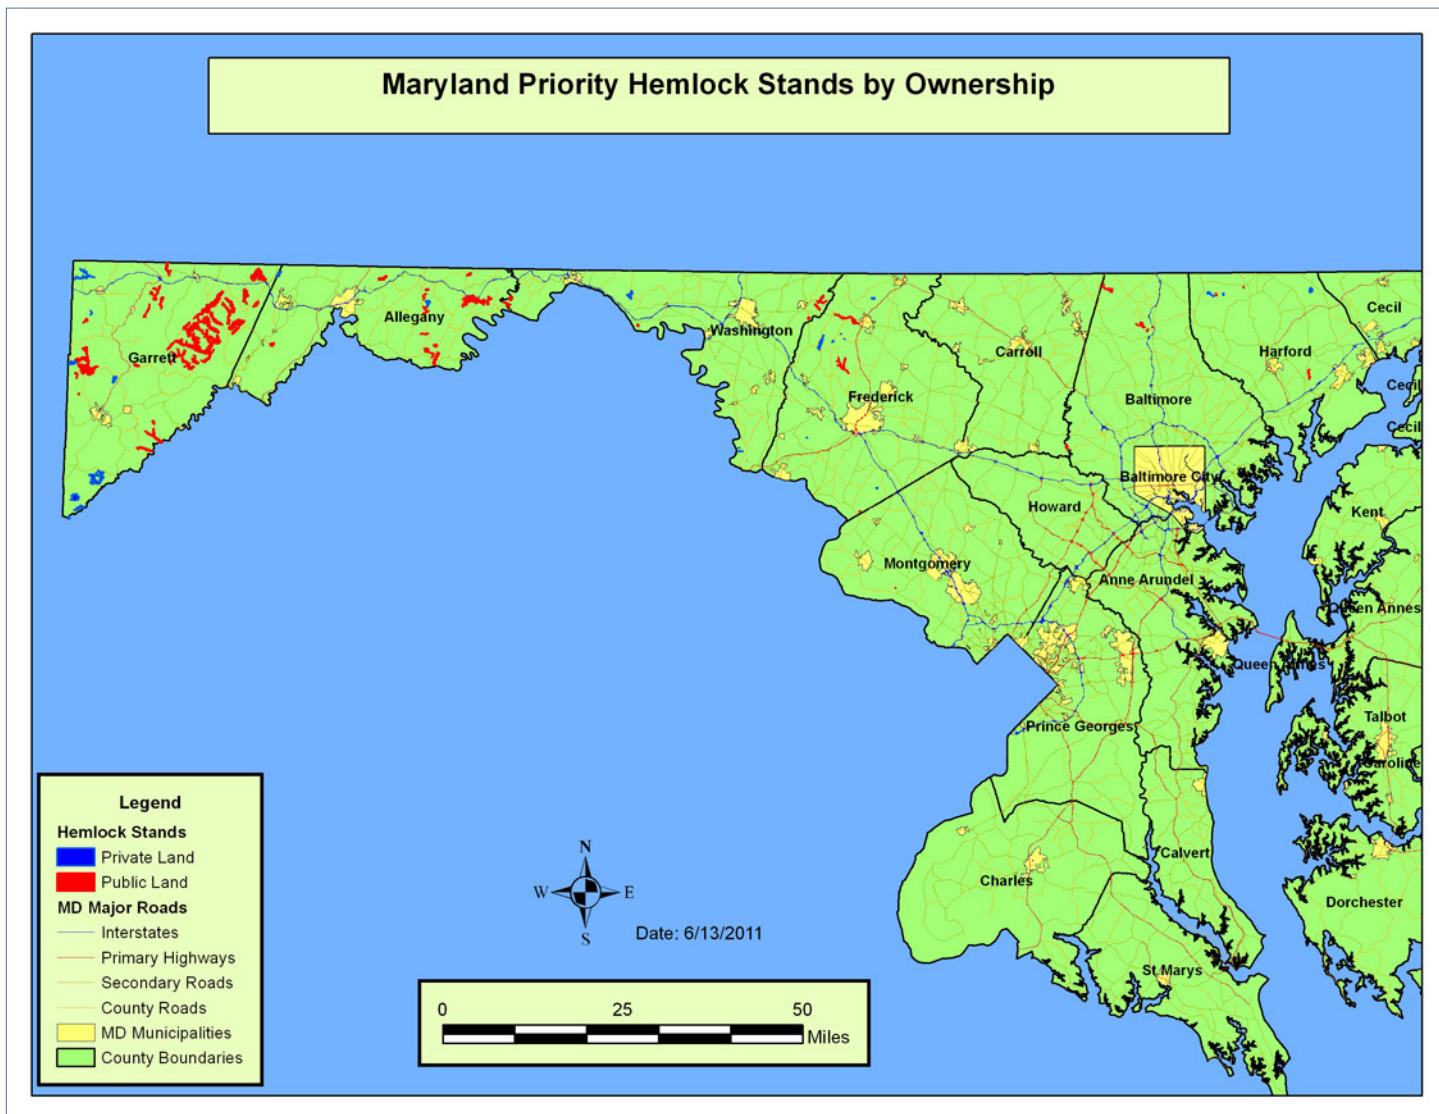 Maryland Priority Hemlock Stands by Ownership
Allegany
Garrett
Washington
Frederick
Carroll
Baltimore
Harford
Cecil
Cecil
Cecil
Baltimore City
Howard
Kent
Montgomery
Anne Arundel
Queen Annes
Queen Annes
Talbot
Prince Georges
Caroline
Calvert
Charles
Dorchester
St Marys
Legend
Hemlock Stands
Private Land
Public Land
MD Major Roads
Interstates
Primary Highways
Secondary Roads
County Roads
MD Municipalities
County Boundaries
N
W E
S
Date: 6/13/2011
0 25 50
Miles